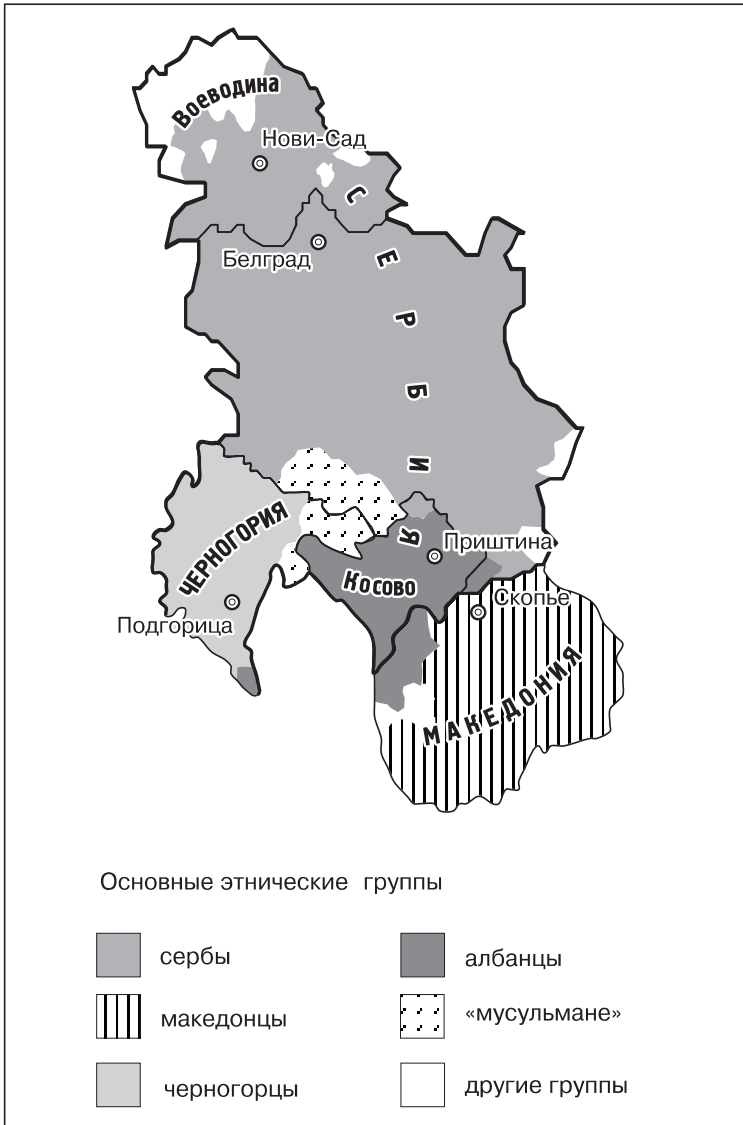 Воеводина
Нови-Сад
СЕРБИЯ
Белград
ЧЕРНОГОРИЯ
Приштина
Косово
Скопье
Подгорица
МАКЕДОНИЯ
Основные этнические группы
сербы
албанцы
македонцы
«мусульмане»
черногорцы
другие группы